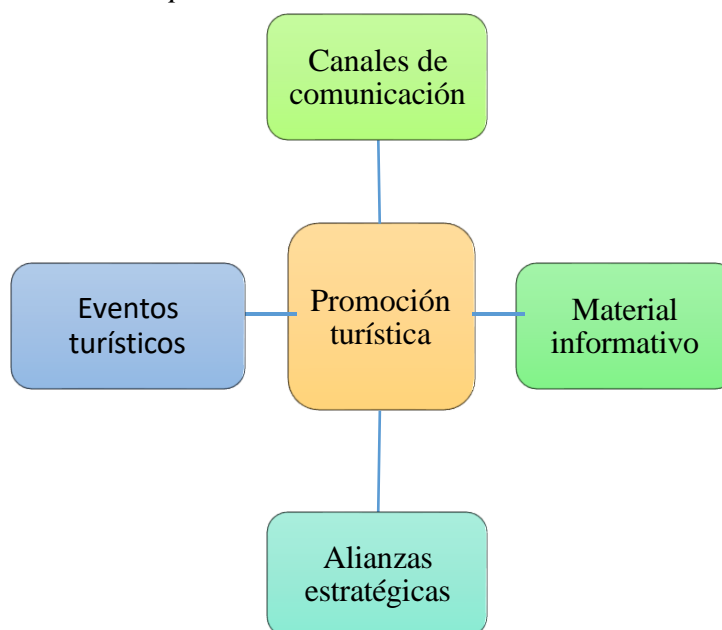 Canales de
comunicación
Eventos
turísticos
Promoción
turística
Material
informativo
Alianzas
estratégicas